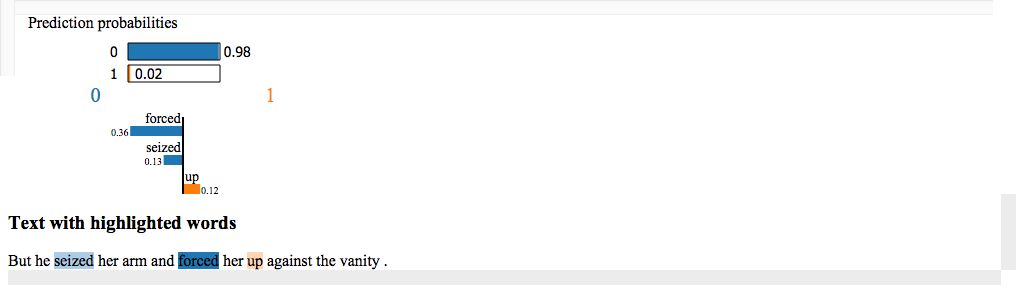 Prediction probabilities
0 0.98
1 0.02
0 1
forced
0.36
seized
0.13
up
0.12
Text with highlighted words
But he seized her arm and forced her up against the vanity .